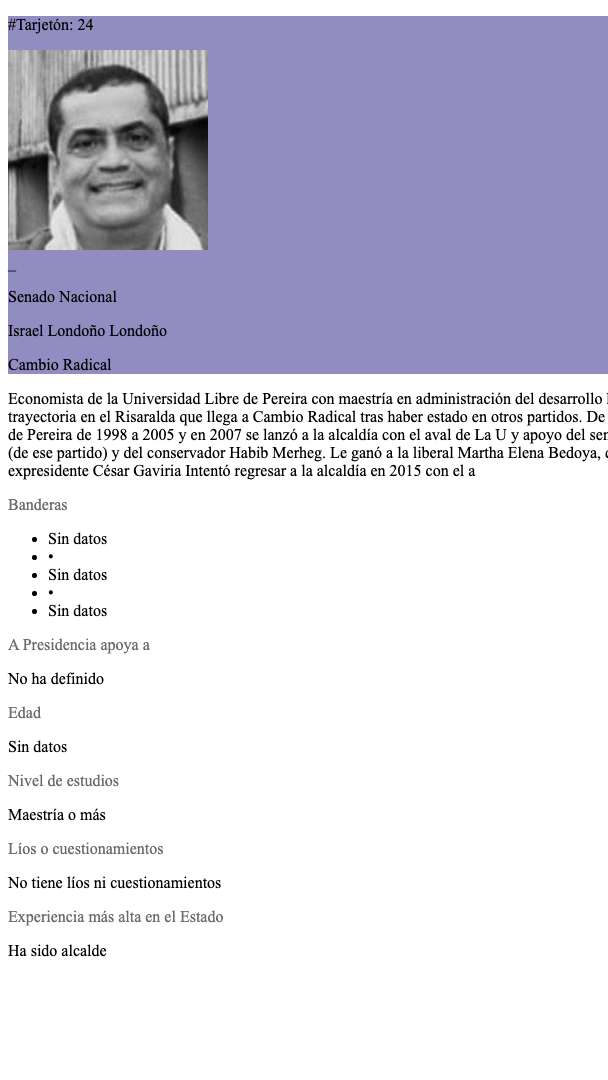 #Tarjetón: 24
_
Senado Nacional
Israel Londoño Londoño
Cambio Radical
Economista de la Universidad Libre de Pereira con maestría en administración del desarrollo
trayectoria en el Risaralda que llega a Cambio Radical tras haber estado en otros partidos. De
de Pereira de 1998 a 2005 y en 2007 se lanzó a la alcaldía con el aval de La U y apoyo del
(de ese partido) y del conservador Habib Merheg. Le ganó a la liberal Martha Elena Bedoya,
expresidente César Gaviria Intentó regresar a la alcaldía en 2015 con el a
Banderas
• Sin datos
• •
• Sin datos
• •
• Sin datos
A Presidencia apoya a
No ha definido
Edad
Sin datos
Nivel de estudios
Maestría o más
Líos o cuestionamientos
No tiene líos ni cuestionamientos
Experiencia más alta en el Estado
Ha sido alcalde